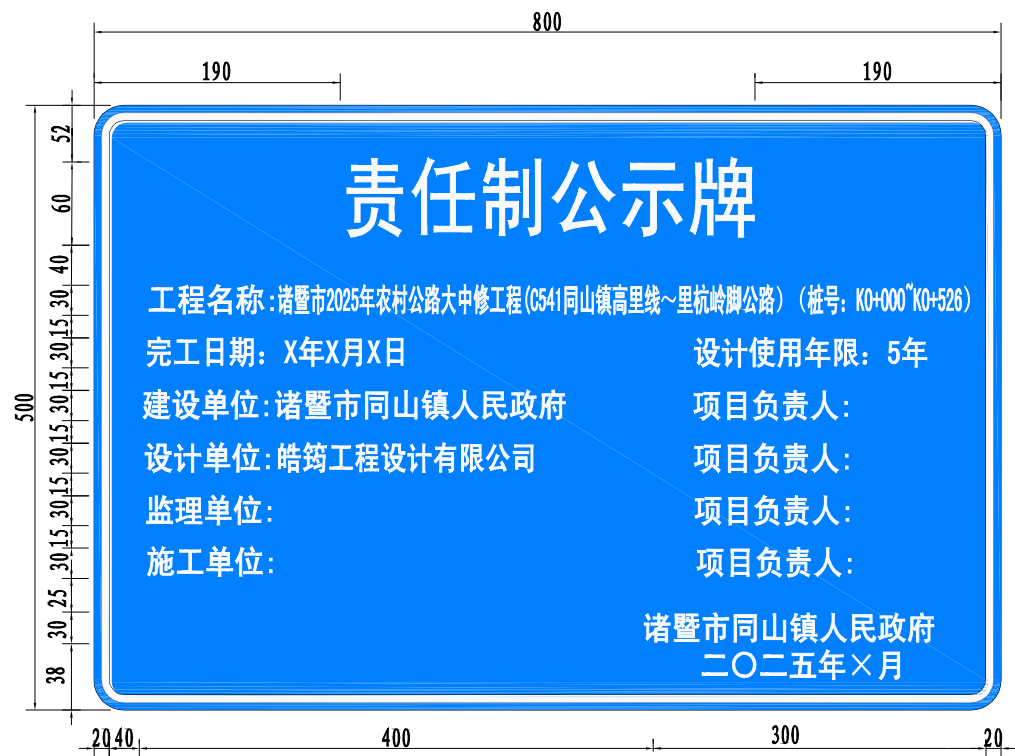 800
190 190
责任制公示牌
工程名称:诸暨市2025年农村公路大中修工程(C541同山镇高里线～里杭岭脚公路)(桩号: K0+000~K0+526)
完工日期: X年X月X日 设计使用年限: 5年
建设单位:诸暨市同山镇人民政府 项目负责人:
设计单位:皓筠工程设计有限公司 项目负责人:
监理单位: 项目负责人:
施工单位: 项目负责人:
诸暨市同山镇人民政府
二〇二五年×月
500
52
60
40
30
15
30
15
30
15
30
15
30
15
30
25
30
38
20 40 400 300 20